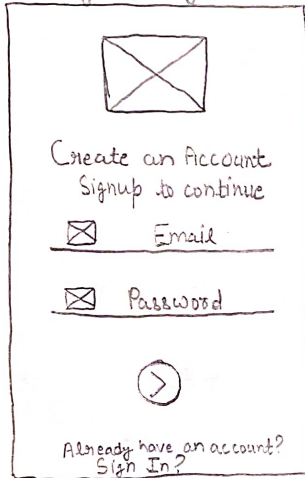 Create an Account
Signup to continue
Email
Password
Already have an account?
Sign In?